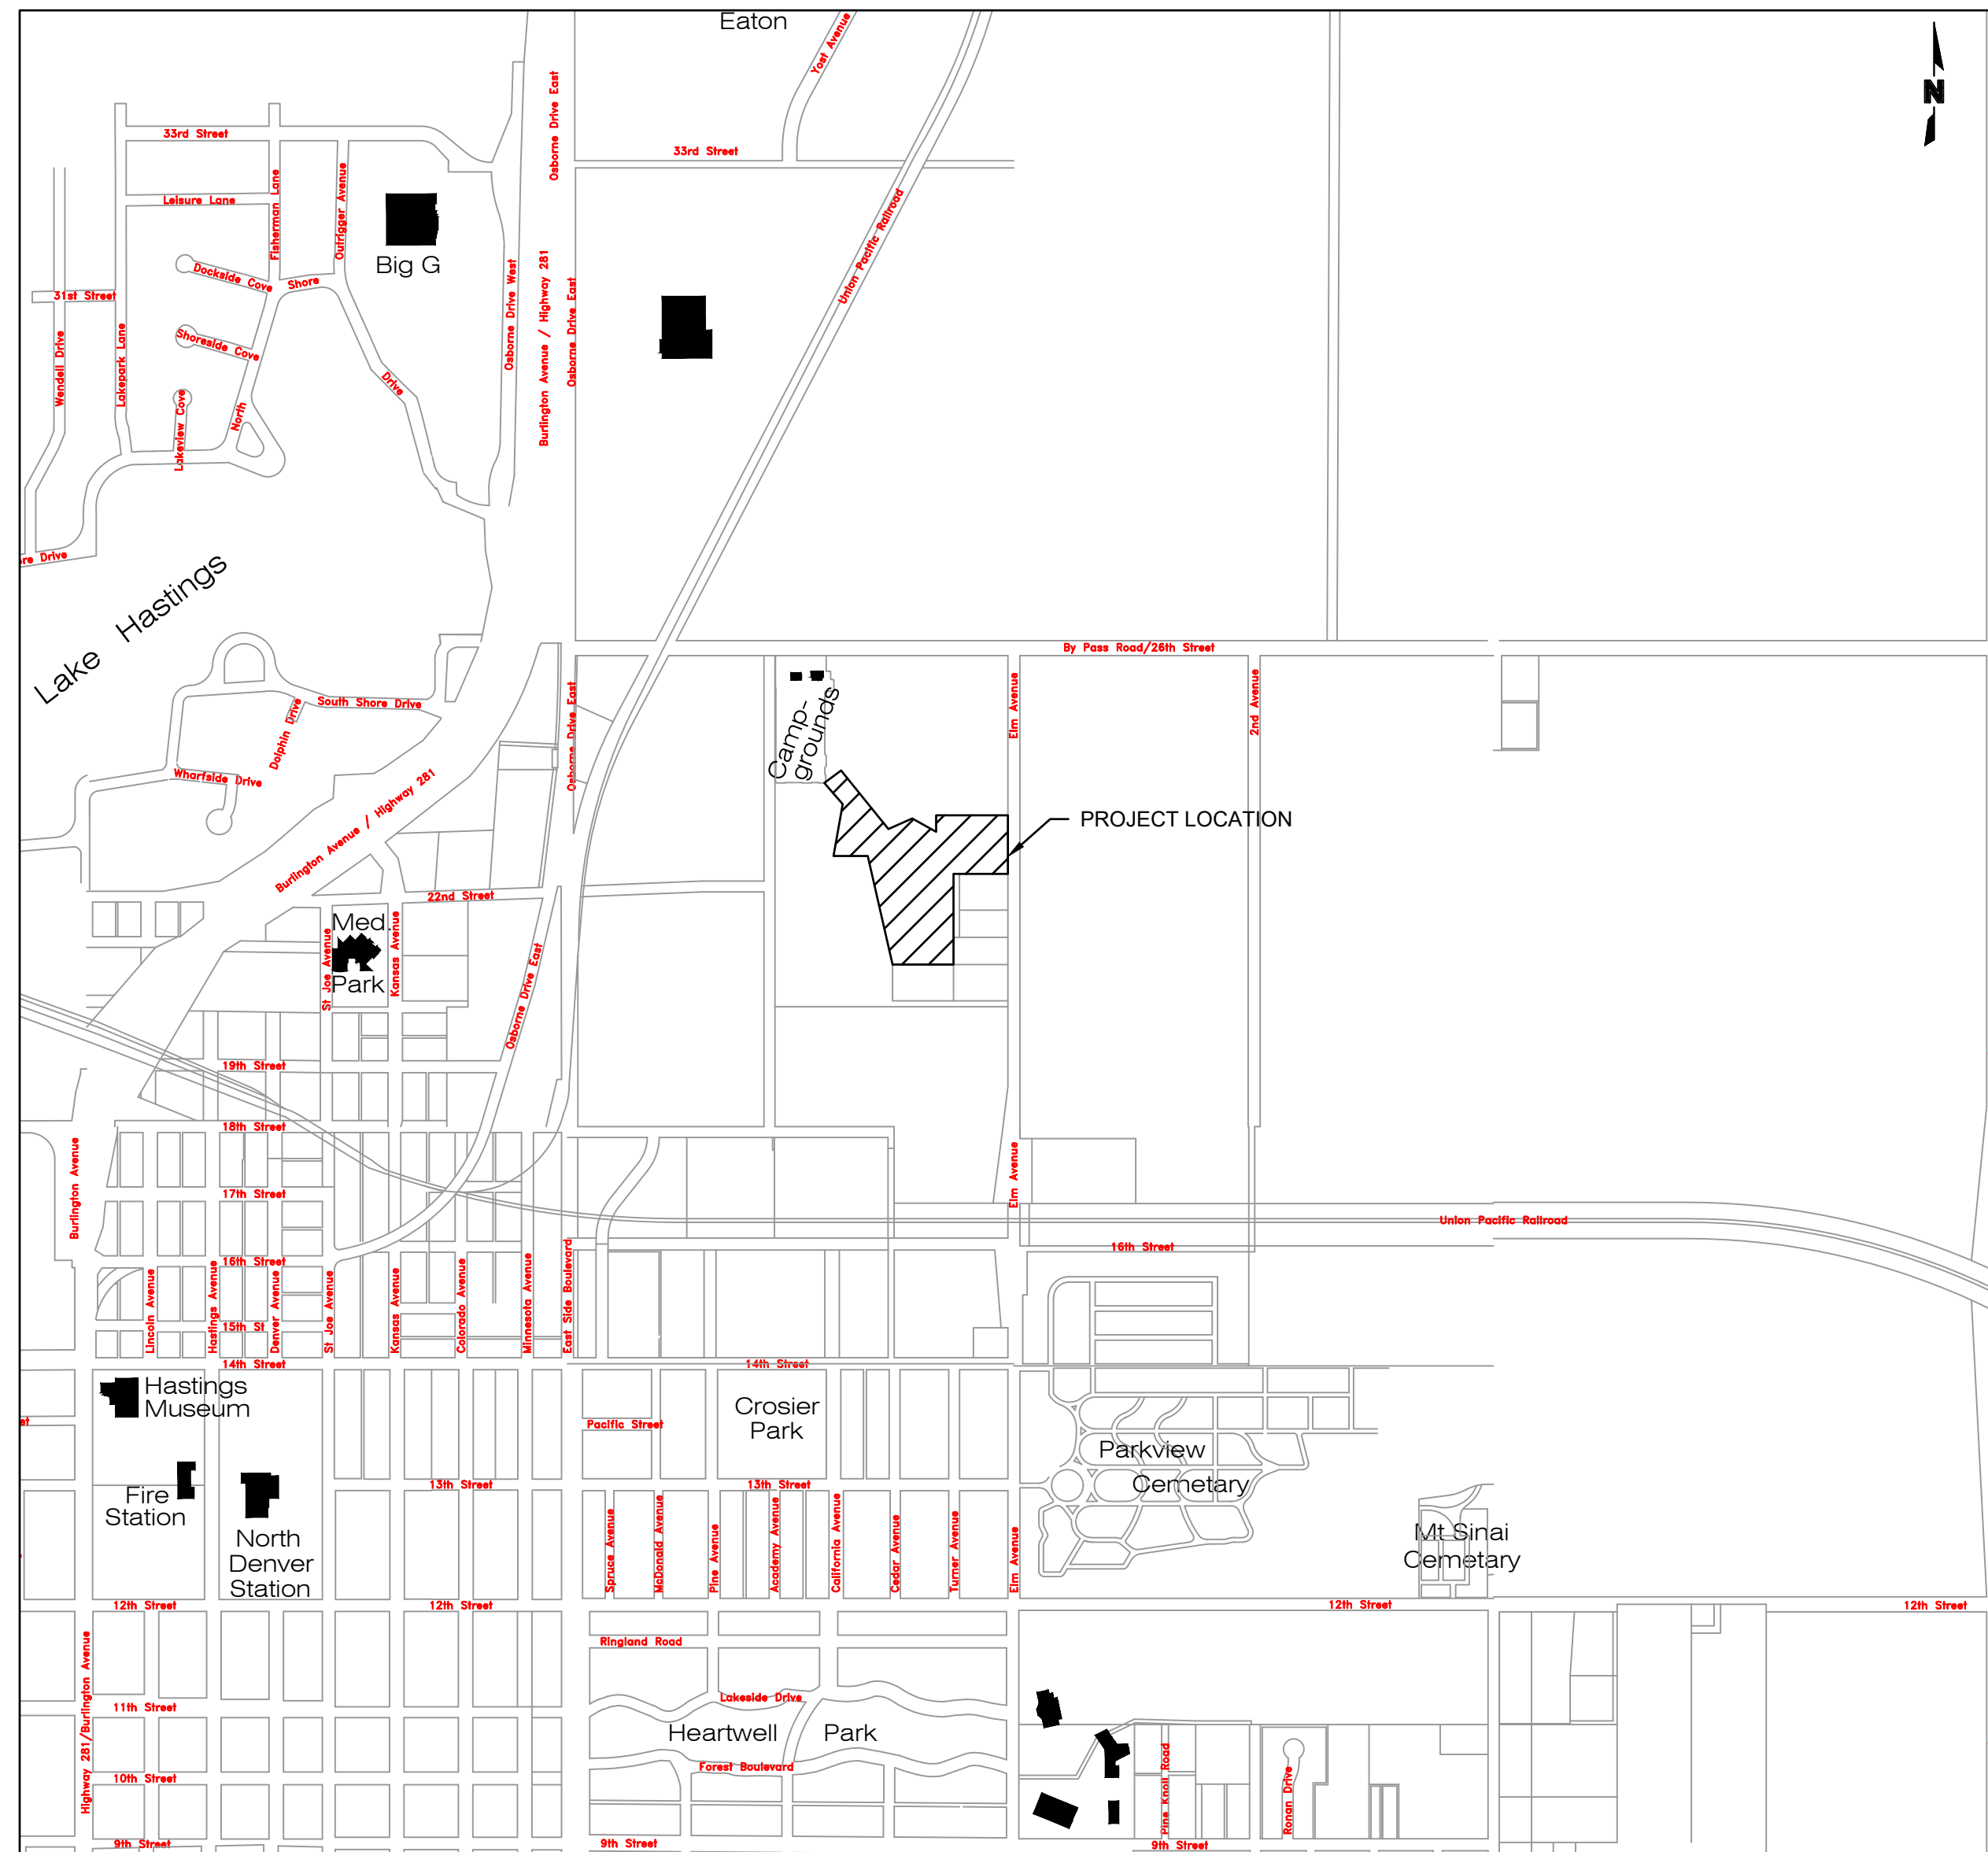 Eaton
N
Yost Avenue
Osborne Drive East
33rd Street
33rd Street
Leisure Lane
Fisherman Lane
Outrigger Avenue
Big G
Union Pacific Railroad
Dockside Cove
Shore
31st Street
Osborne Drive West
Burlington Avenue / Highway 281
Osborne Drive East
Wendell Drive
Lakepark Lane
Shoreside Cove
Drive
Lakeview Cove
North
re Drive
Lake Hastings
By Pass Road/26th Street
Camp-
grounds
Elm Avenue
2nd Avenue
Osborne Drive East
South Shore Drive
Dolphin Drive
Wharfside Drive
PROJECT LOCATION
Burlington Avenue / Highway 281
22nd Street
Med.
Park
St Joe Avenue
Kansas Avenue
Osborne Drive East
19th Street
18th Street
Burlington Avenue
Elm Avenue
17th Street
Union Pacific Railroad
16th Street
16th Street
Lincoln Avenue
Hastings Avenue
Denver Avenue
St Joe Avenue
Kansas Avenue
Colorado Avenue
Minnesota Avenue
East Side Boulevard
15th St
14th Street
14th Street
Hastings
Museum
Crosier
Park
et
Pacific Street
Parkview
Cemetary
13th Street
13th Street
Fire
Station
North
Denver
Station
Spruce Avenue
McDonald Avenue
Pine Avenue
Academy Avenue
California Avenue
Cedar Avenue
Turner Avenue
Elm Avenue
Mt Sinai
Cemetary
12th Street
12th Street
12th Street
12th Street
Ringland Road
Highway 281/Burlington Avenue
Lakeside Drive
11th Street
Heartwell Park
Forest Boulevard
10th Street
Pine Knoll Road
Ronan Drive
9th Street
9th Street
9th Street